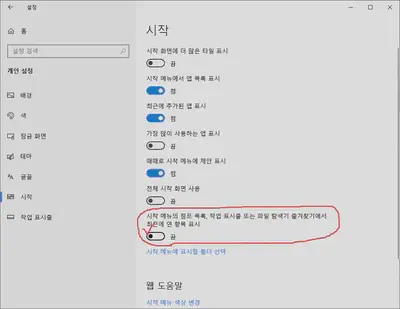 설정
홈
설정 검색
개인 설정
배경
색
잠금 화면
테마
글꼴
시작
작업 표시줄
시작
시작 화면에 더 많은 타일 표시
끔
시작 메뉴에서 앱 목록 표시
켬
최근에 추가된 앱 표시
켬
가장 많이 사용하는 앱 표시
끔
때때로 시작 메뉴에 제안 표시
켬
전체 시작 화면 사용
끔
시작 메뉴의 점프 목록, 작업 표시줄 또는 파일 탐색기 즐겨찾기에서
최근에 연 항목 표시
끔
시작 메뉴에 표시할 폴더 선택
웹 도움말
시작 메뉴 색상 변경